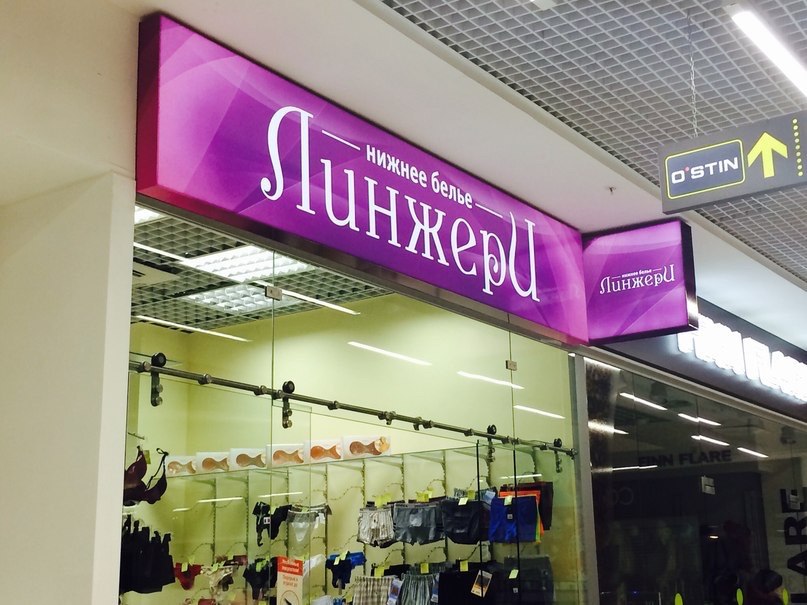 нижнее белье
ЛинжерИ
нижнее белье
ЛинжерИ
O'STIN
FINN FLARE